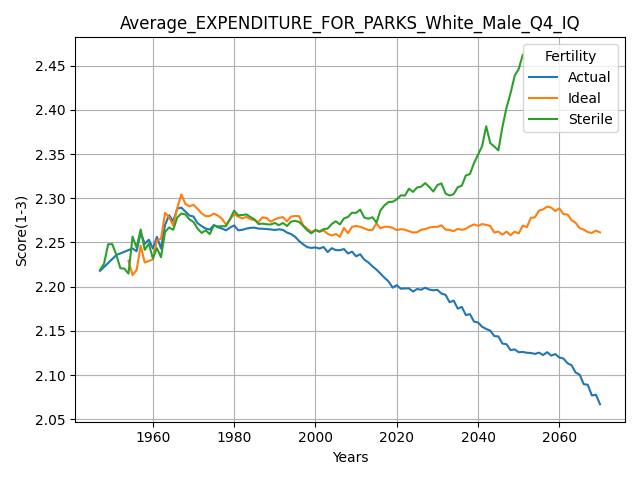 Average_EXPENDITURE_FOR_PARKS_White_Male_Q4_IQ
Fertility
Actual
Ideal
Sterile
Score(1-3)
2.45
2.40
2.35
2.30
2.25
2.20
2.15
2.10
2.05
1960 1980 2000 2020 2040 2060
Years